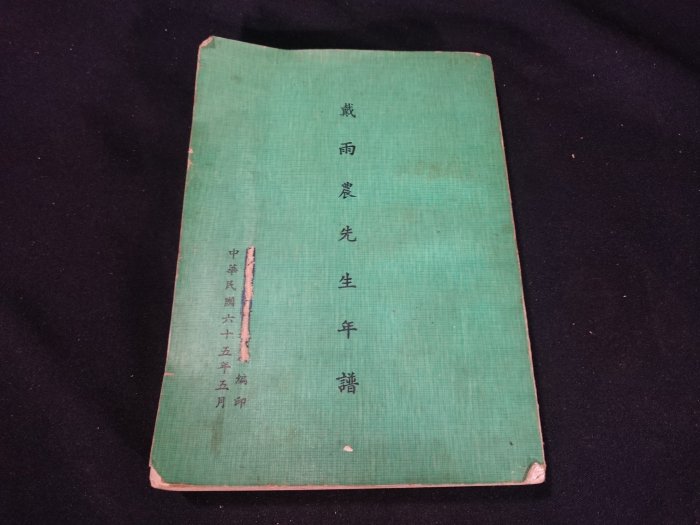 戴雨農先生年譜
編印
中華民國六十五年五月